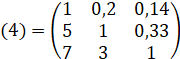 (4) = ( 1 0,2 0,14
5 1 0,33
7 3 1 )